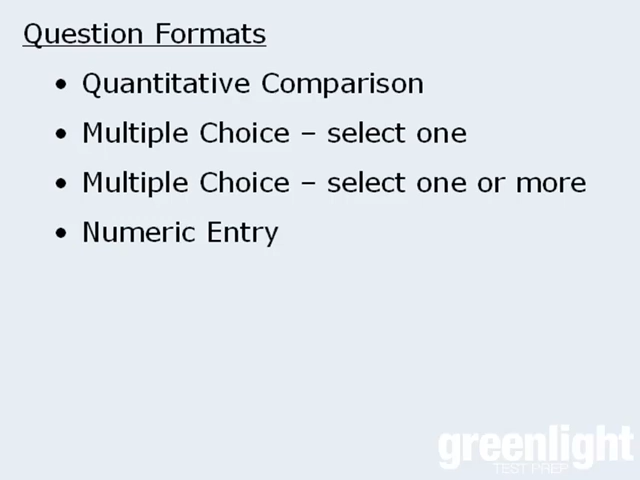 Question Formats
• Quantitative Comparison
• Multiple Choice – select one
• Multiple Choice – select one or more
• Numeric Entry
greenlight
TEST PREP